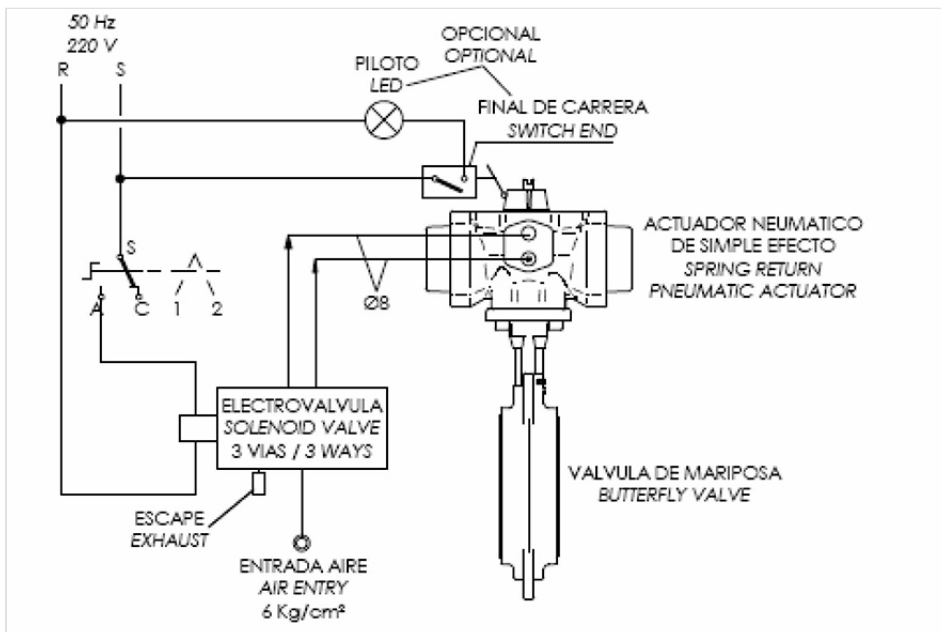 50 Hz
220 V
R S
OPCIONAL
OPTIONAL
PILOTO
LED
FINAL DE CARRERA
SWITCH END
ACTUADOR NEUMATICO
DE SIMPLE EFECTO
SPRING RETURN
PNEUMATIC ACTUATOR
S
A C 1 2
Ø8
ELECTROVALVULA
SOLENOID VALVE
3 VIAS / 3 WAYS
VALVULA DE MARIPOSA
BUTTERFLY VALVE
ESCAPE
EXHAUST
ENTRADA AIRE
AIR ENTRY
6 Kg/cm²